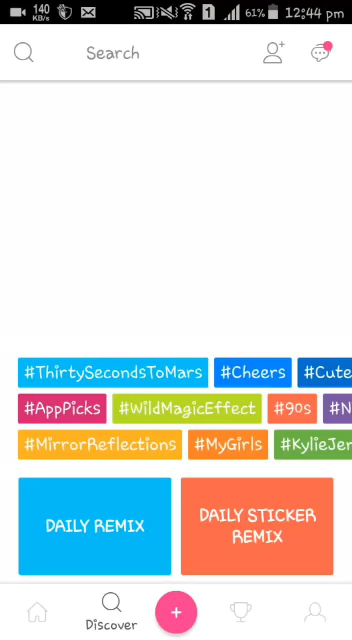 140
KB/s
1
61%
12:44 pm
Search
#ThirtySecondsToMars #Cheers #Cute
#AppPicks #WildMagicEffect #90s #N
#MirrorReflections #MyGirls #KylieJer
DAILY REMIX
DAILY STICKER
REMIX
Discover